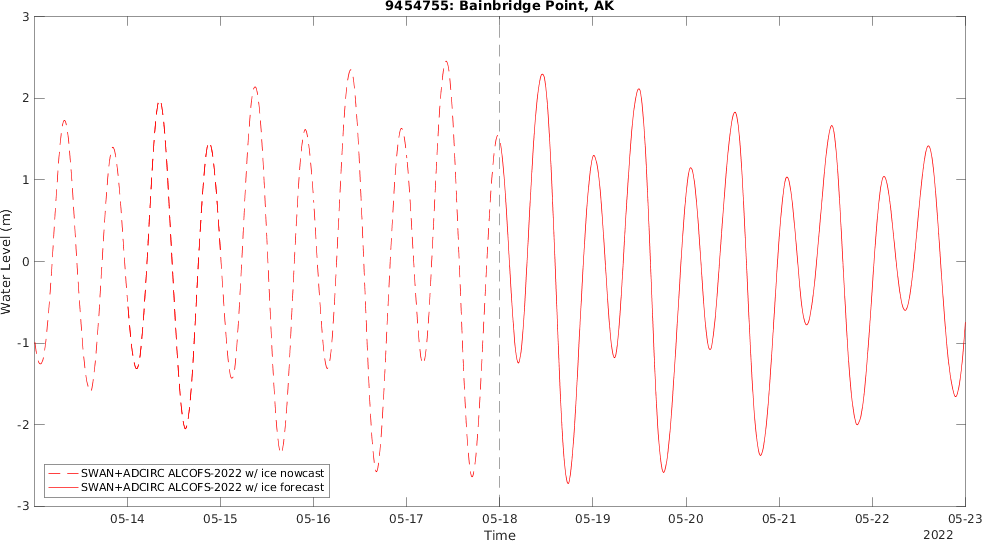 9454755: Bainbridge Point, AK
3
2
1
0
-1
-2
-3
Water Level (m)
SWAN+ADCIRC ALCOFS-2022 w/ ice nowcast
SWAN+ADCIRC ALCOFS-2022 w/ ice forecast
05-14 05-15 05-16 05-17 05-18 05-19 05-20 05-21 05-22 05-23
Time
2022